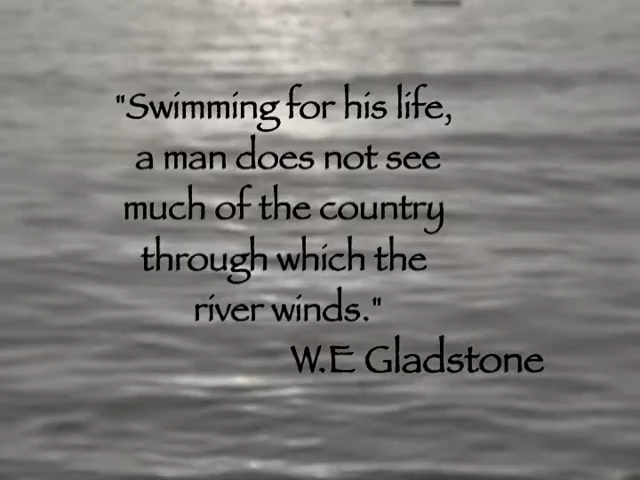 "Swimming for his life,
a man does not see
much of the country
through which the
river winds."
W.E Gladstone